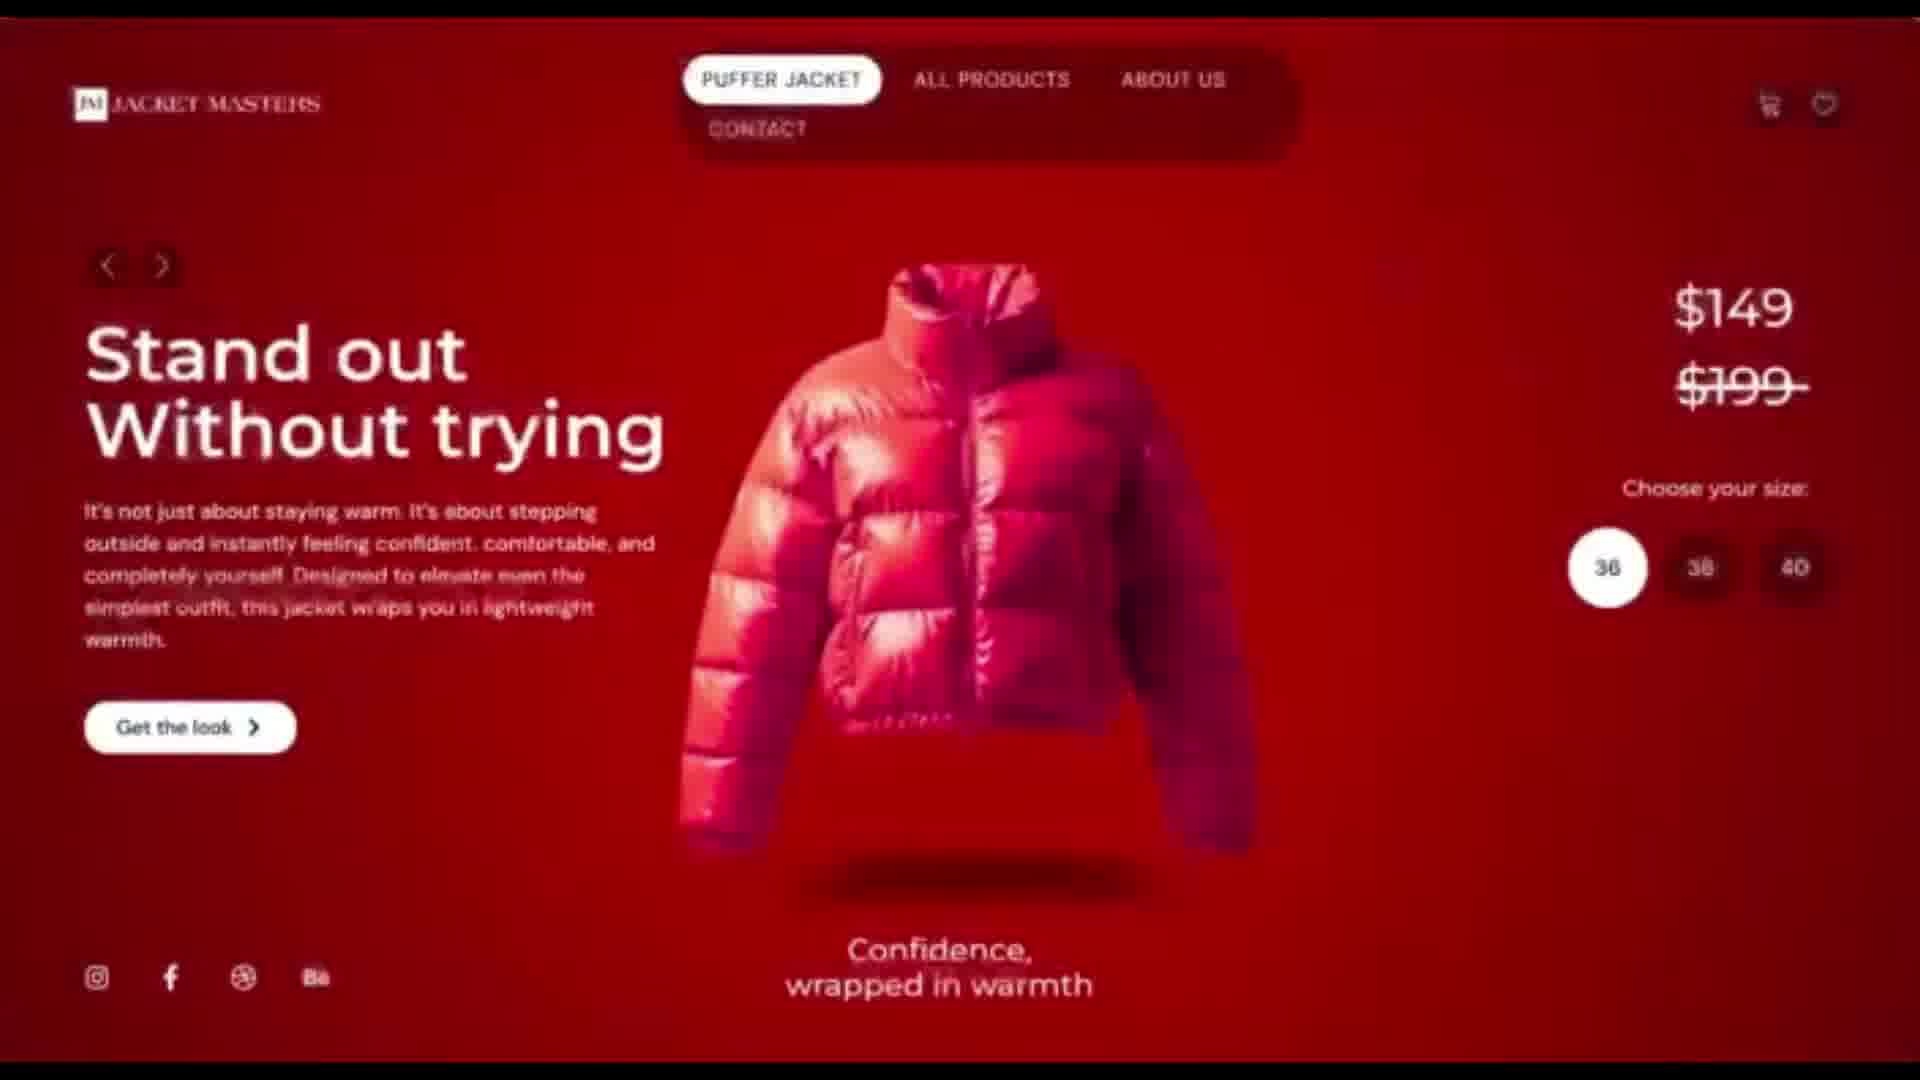 JM JACKET MASTERS
PUFFER JACKET ALL PRODUCTS ABOUT US
CONTACT
Stand out
Without trying
It's not just about staying warm. It's about stepping
outside and instantly feeling confident, comfortable, and
completely yourself. Designed to elevate even the
simplest outfit, this jacket wraps you in lightweight
warmth.
Get the look
$149
$199
Choose your size:
36 38 40
Confidence,
wrapped in warmth
Bē